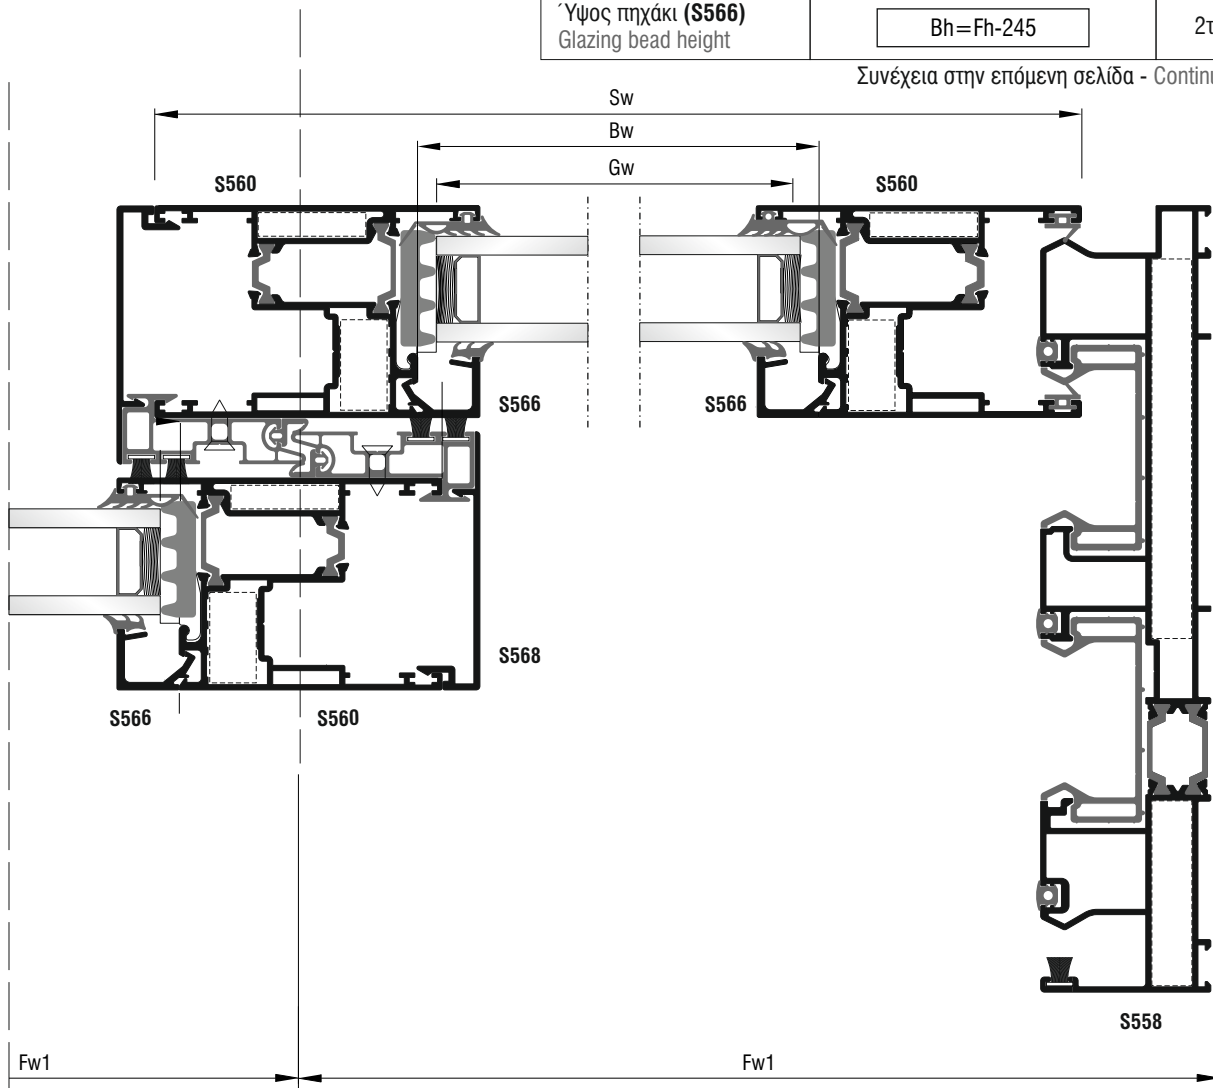 Ύψος πηχάκι (S566)
Glazing bead height
Bh=Fh-245
Συνέχεια στην επόμενη σελίδα -
Sw
Bw
Gw
S560
S560
S566
S566
S568
S566
S560
S558
Fw1
Fw1